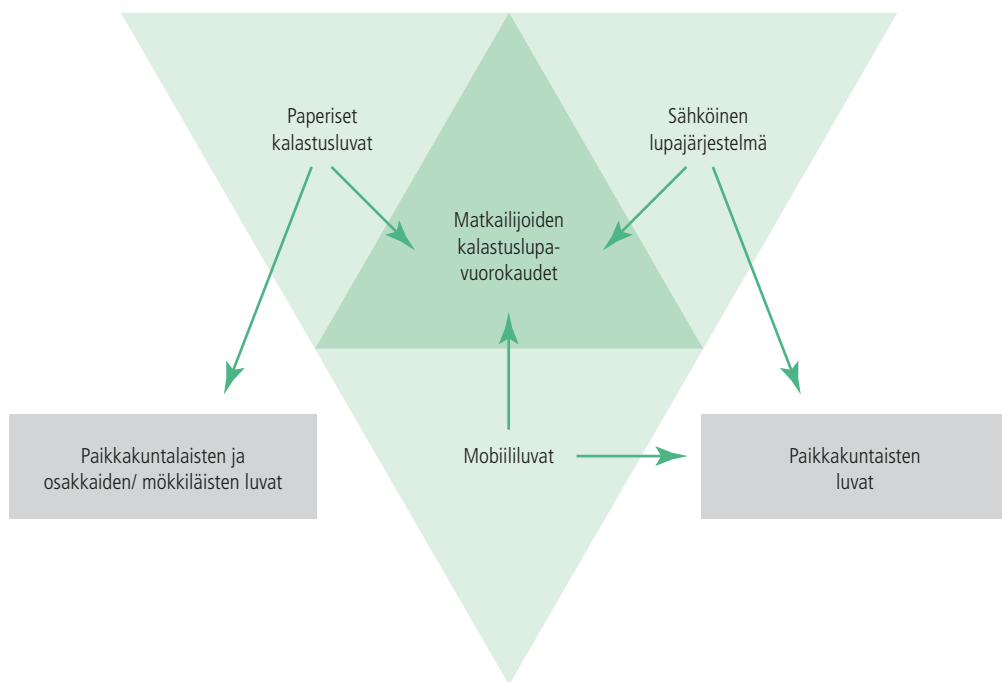 Paperiset
kalastusluvat
Sähköinen
lupajärjestelmä
Matkailijoiden
kalastuslupa-
vuorokaudet
Paikkakuntalaisten ja
osakkaiden/ mökkiläisten luvat
Mobiililuvat
Paikkakuntaisten
luvat